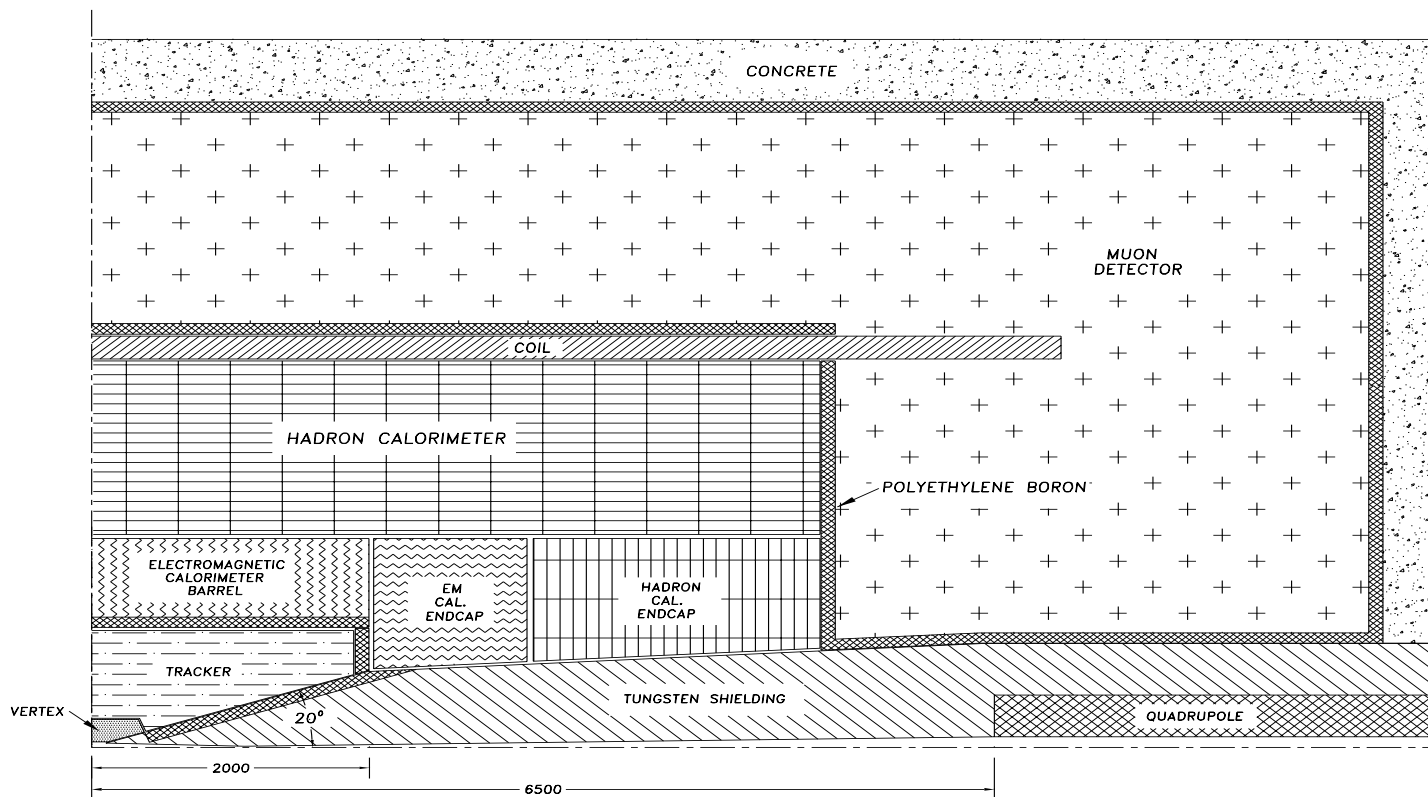 CONCRETE
MUON
DETECTOR
COIL
HADRON CALORIMETER
POLYETHYLENE BORON
ELECTROMAGNETIC
CALORIMETER
BARREL
EM
CAL.
ENDCAP
HADRON
CAL.
ENDCAP
TRACKER
TUNGSTEN SHIELDING
VERTEX
20°
QUADRUPOLE
2000
6500